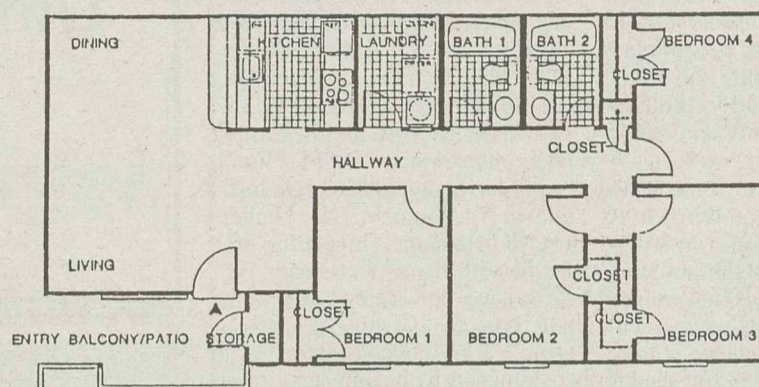 DINING
KITCHEN
LAUNDRY
BATH 1
BATH 2
BEDROOM 4
CLOSET
CLOSET
HALLWAY
LIVING
CLOSET
CLOSET
CLOSET
ENTRY BALCONY/PATIO
STORAGE
BEDROOM 1
BEDROOM 2
BEDROOM 3